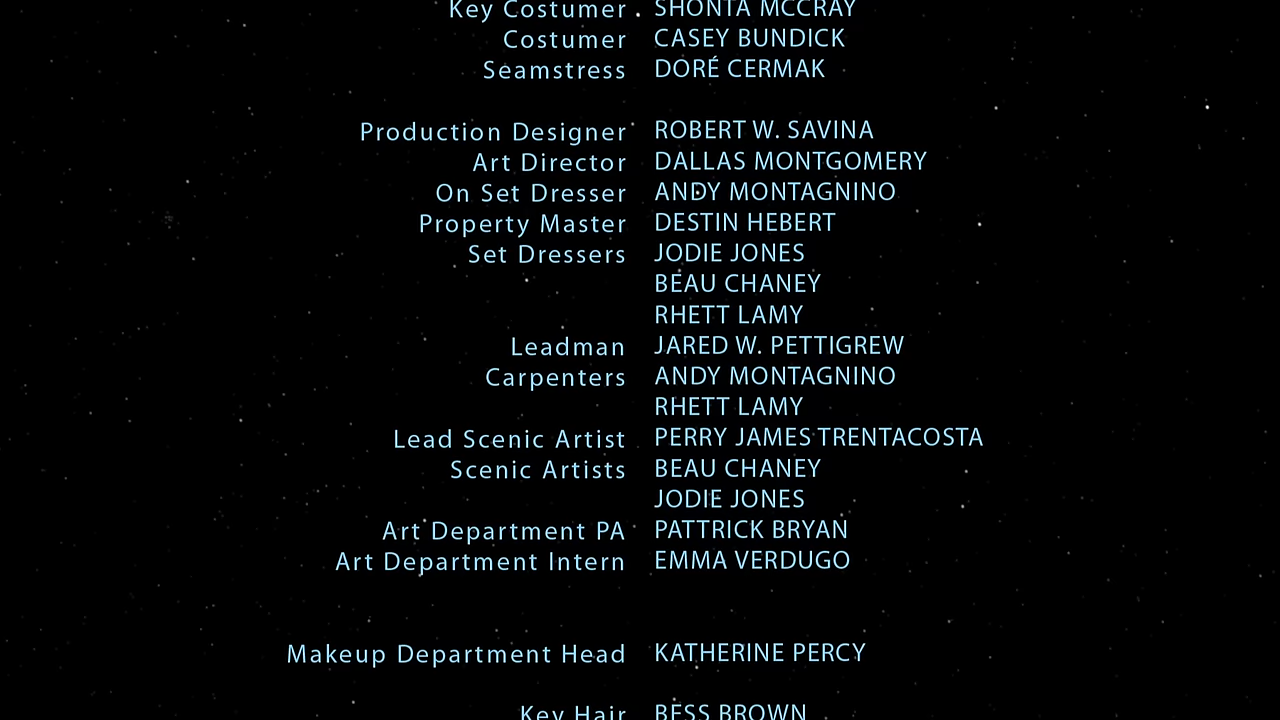 Key Costumer SHONTA MCCRAY
Costumer CASEY BUNDICK
Seamstress DORÉ CERMAK
Production Designer ROBERT W. SAVINA
Art Director DALLAS MONTGOMERY
On Set Dresser ANDY MONTAGNINO
Property Master DESTIN HEBERT
Set Dressers JODIE JONES
BEAU CHANEY
RHETT LAMY
Leadman JARED W. PETTIGREW
Carpenters ANDY MONTAGNINO
RHETT LAMY
Lead Scenic Artist PERRY JAMES TRENTACOSTA
Scenic Artists BEAU CHANEY
JODIE JONES
Art Department PA PATTRICK BRYAN
Art Department Intern EMMA VERDUGO
Makeup Department Head KATHERINE PERCY
Key Hair BESS BROWN